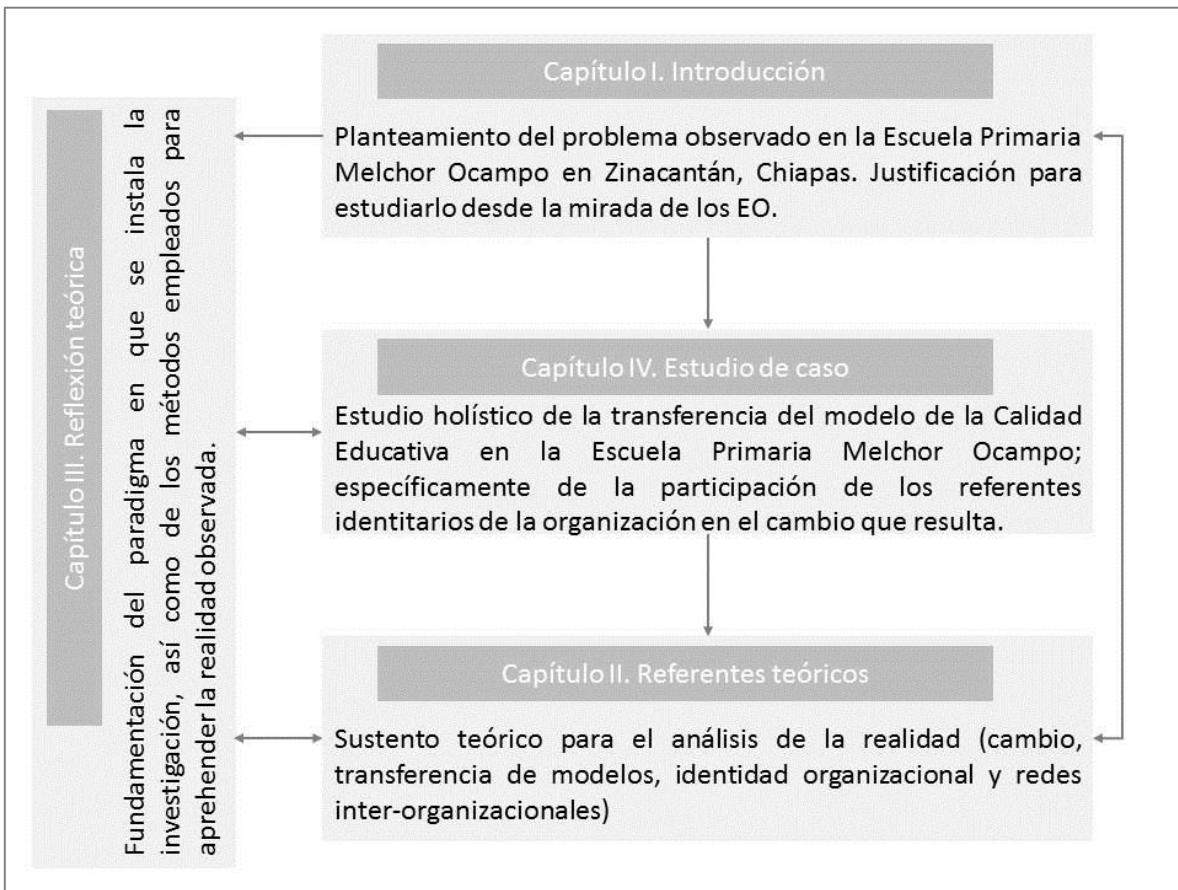 Capítulo I. Introducción
Planteamiento del problema observado en la Escuela Primaria
Melchor Ocampo en Zinacantán, Chiapas. Justificación para
estudiarlo desde la mirada de los EO.
Capítulo III. Reflexión teórica
Fundamentación del paradigma en que se instala la
investigación, así como de los métodos empleados para
aprehender la realidad observada.
Capítulo IV. Estudio de caso
Estudio holístico de la transferencia del modelo de la Calidad
Educativa en la Escuela Primaria Melchor Ocampo;
específicamente de la participación de los referentes
identitarios de la organización en el cambio que resulta.
Capítulo II. Referentes teóricos
Sustento teórico para el análisis de la realidad (cambio,
transferencia de modelos, identidad organizacional y redes
inter-organizacionales)